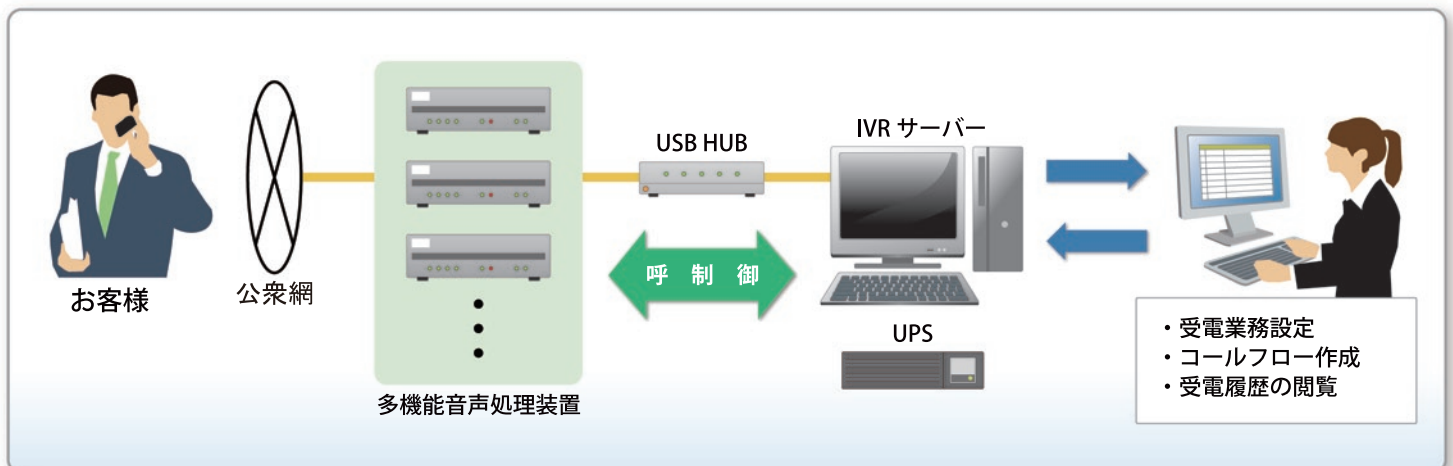 お客様
公衆網
多機能音声処理装置
USB HUB
呼制御
IVR サーバー
UPS
・受電業務設定
・コールフロー作成
・受電履歴の閲覧